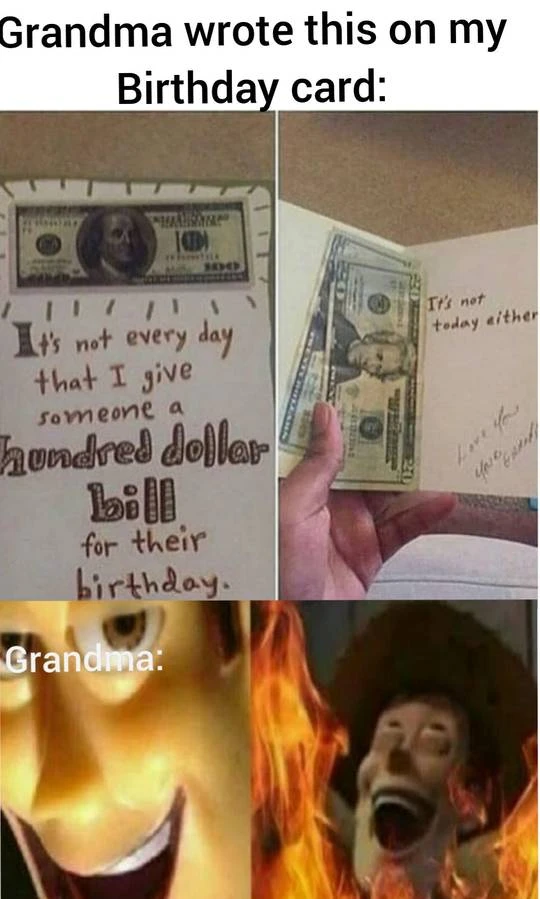 Grandma wrote this on my
Birthday card:
100
It's not every day
that I give
someone a
hundred dollar
bill
for their
birthday.
It's not
today either
Love you
Grandma: